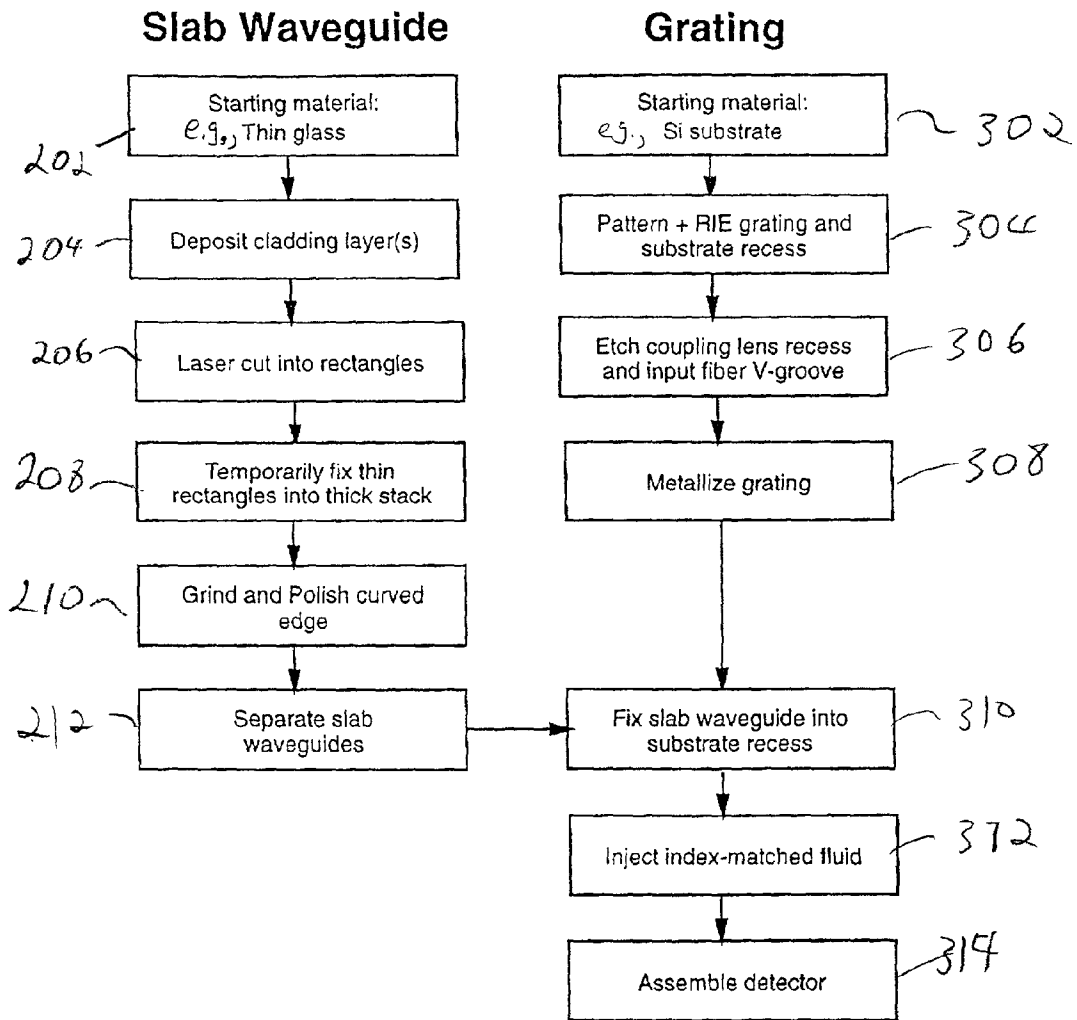 Slab Waveguide
Starting material:
e.g., Thin glass
202
Deposit cladding layer(s)
204
Laser cut into rectangles
206
Temporarily fix thin
rectangles into thick stack
208
Grind and Polish curved
edge
210
Separate slab
waveguides
212
Grating
Starting material:
eg., Si substrate
302
Pattern + RIE grating and
substrate recess
304
Etch coupling lens recess
and input fiber V-groove
306
Metallize grating
308
Fix slab waveguide into
substrate recess
310
Inject index-matched fluid
312
Assemble detector
314